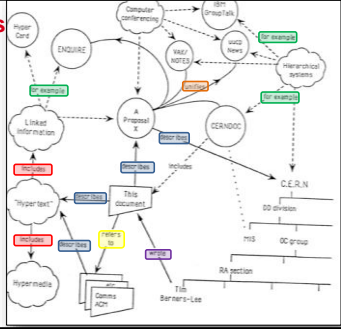 s
Hyper
Card
ENQUIRE
Computer
conferencing
IBM
GroupTalk
VAX/
NOTES
uucp
News
for example
Hierarchical
systems
for example
unifies
for example
Linked
information
A
Proposal
X
CERNDOC
describes
includes
describes
includes
C.E.R.N
"Hypertext"
describes
This
document
DD division
refers
to
includes
describes
wrote
MIS
OC group
RA section
Hypermedia
Comms
ACM
Tim
Berners-Lee